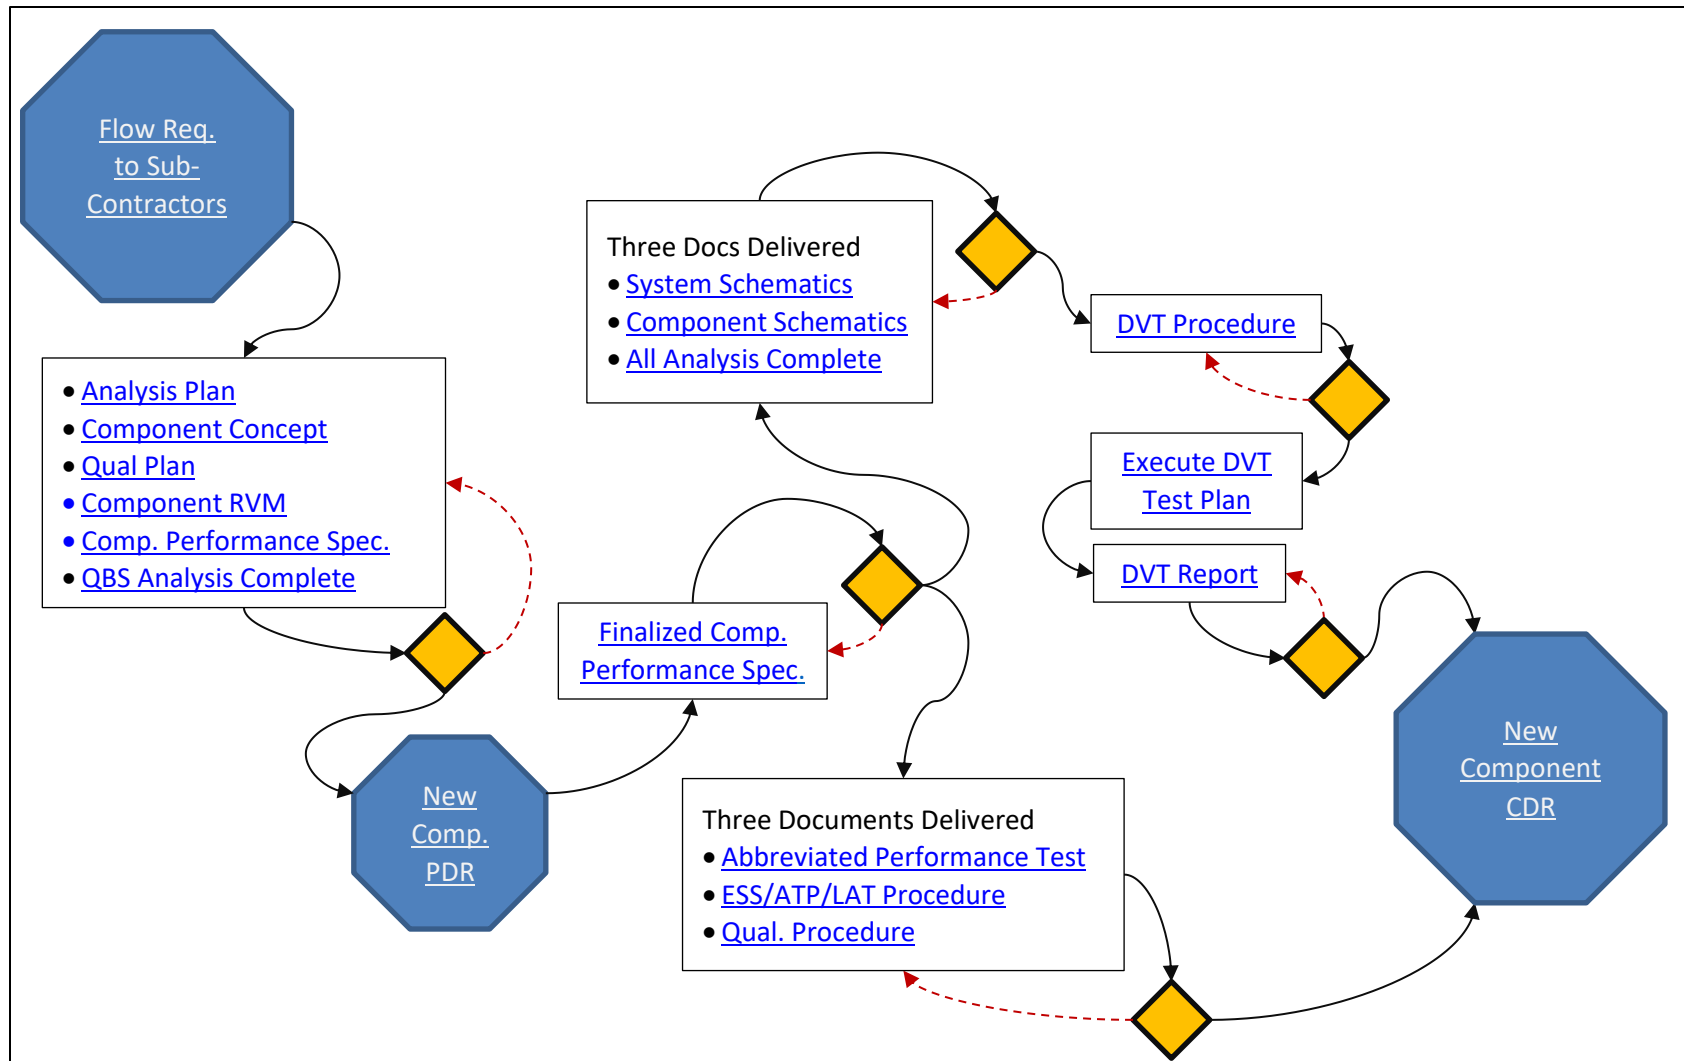 Flow Req.
to Sub-
Contractors
• Analysis Plan
• Component Concept
• Qual Plan
• Component RVM
• Comp. Performance Spec.
• QBS Analysis Complete
New
Comp.
PDR
Finalized Comp.
Performance Spec.
Three Docs Delivered
• System Schematics
• Component Schematics
• All Analysis Complete
Three Documents Delivered
• Abbreviated Performance Test
• ESS/ATP/LAT Procedure
• Qual. Procedure
DVT Procedure
Execute DVT
Test Plan
DVT Report
New
Component
CDR